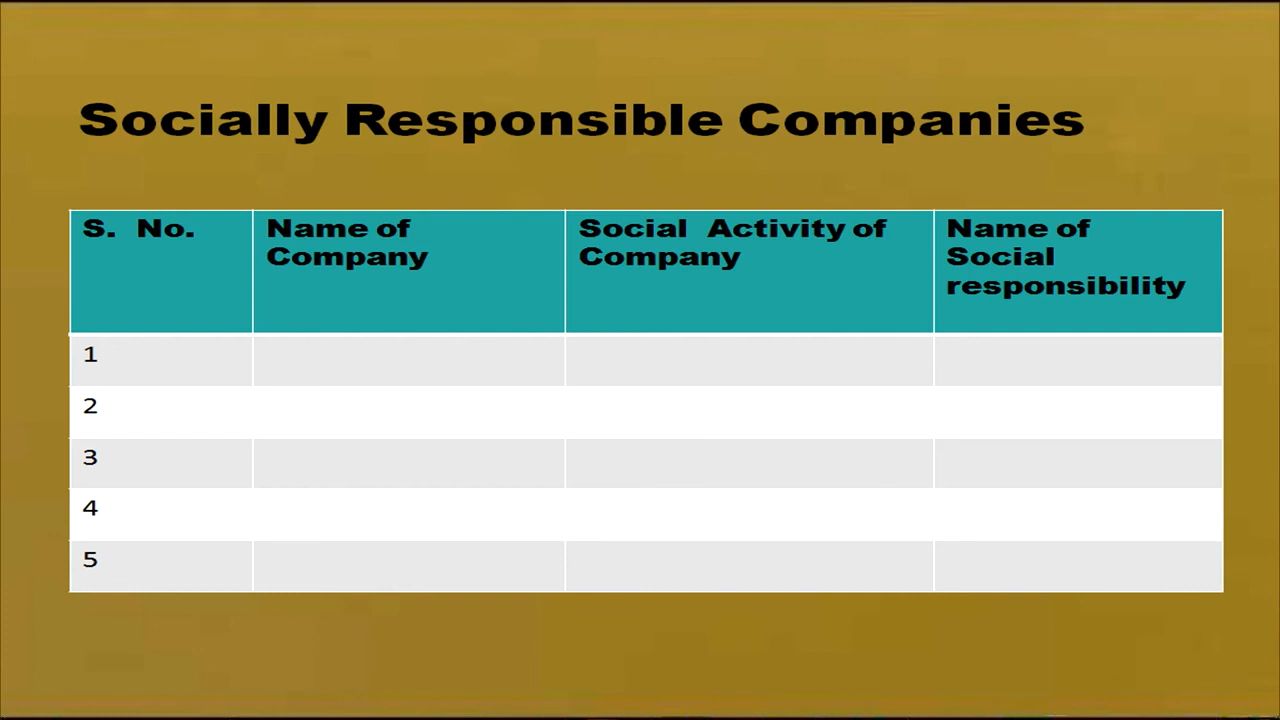 Socially Responsible Companies
S. No.
Name of
Company
Social Activity of
Company
Name of
Social
responsibility
1
2
3
4
5